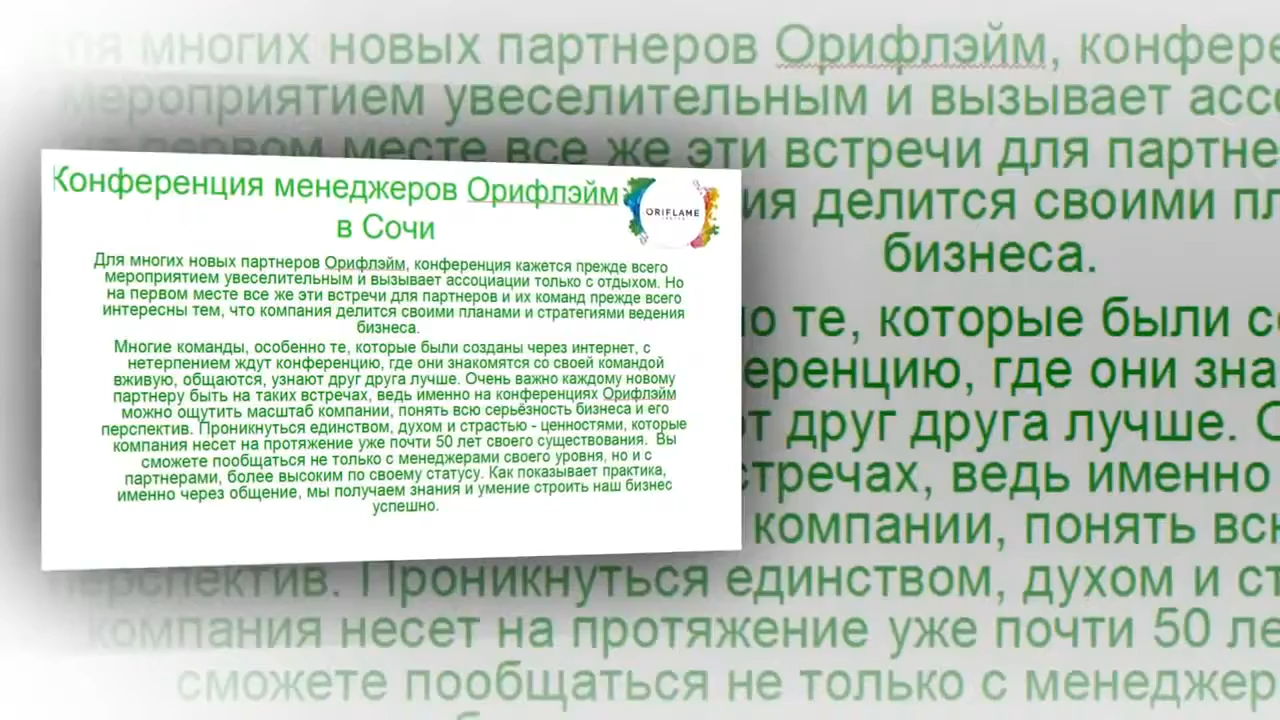 Конференция менеджеров Орифлэйм
в Сочи
ORIFLAME
Для многих новых партнеров Орифлэйм, конференция кажется прежде всего
мероприятием увеселительным и вызывает ассоциации только с отдыхом. Но
на первом месте все же эти встречи для партнеров и их команд прежде всего
интересны тем, что компания делится своими планами и стратегиями ведения
бизнеса.
Многие команды, особенно те, которые были созданы через интернет, с
нетерпением ждут конференцию, где они знакомятся со своей командой
вживую, общаются, узнают друг друга лучше. Очень важно каждому новому
партнеру быть на таких встречах, ведь именно на конференциях Орифлэйм
можно ощутить масштаб компании, понять всю серьёзность бизнеса и его
перспектив. Проникнуться единством, духом и страстью - ценностями, которые
компания несет на протяжение уже почти 50 лет своего существования. Вы
сможете пообщаться не только с менеджерами своего уровня, но и с
партнерами, более высоким по своему статусу. Как показывает практика,
именно через общение, мы получаем знания и умение строить наш бизнес
успешно.
многих новых партнеров Орифлэйм, конфере
мероприятием увеселительным и вызывает ассо
первом месте все же эти встречи для партне
ия делится своими пл
бизнеса.
о те, которые были со
еренцию, где они зна
т друг друга лучше. О
стречах, ведь именно
компании, понять вс
ерспектив. Проникнуться единством, духом и ст
компания несет на протяжение уже почти 50 ле
сможете пообщаться не только с менеджер